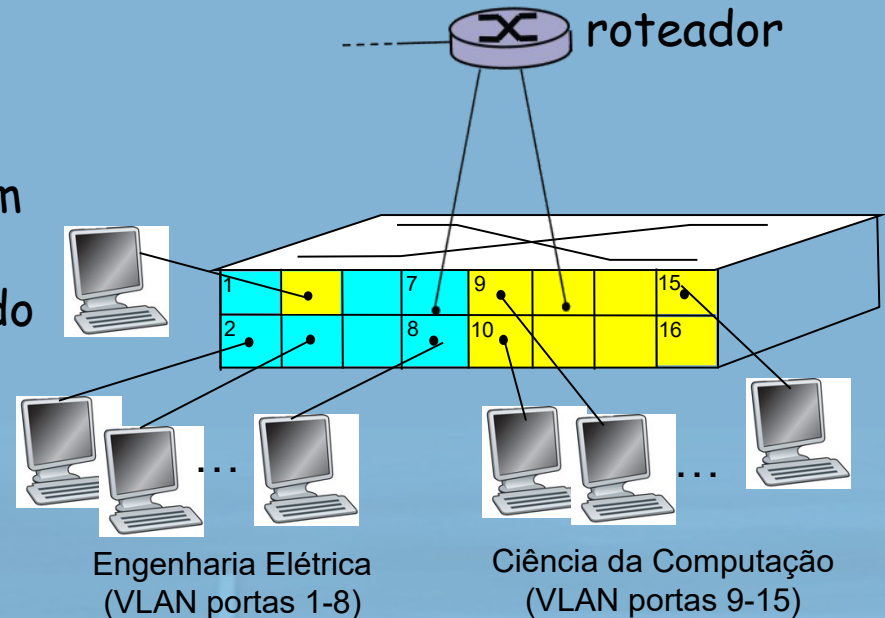 roteador
m
do
1
7
9
15
2
8
10
16
...
...
Engenharia Elétrica
(VLAN portas 1-8)
Ciência da Computação
(VLAN portas 9-15)